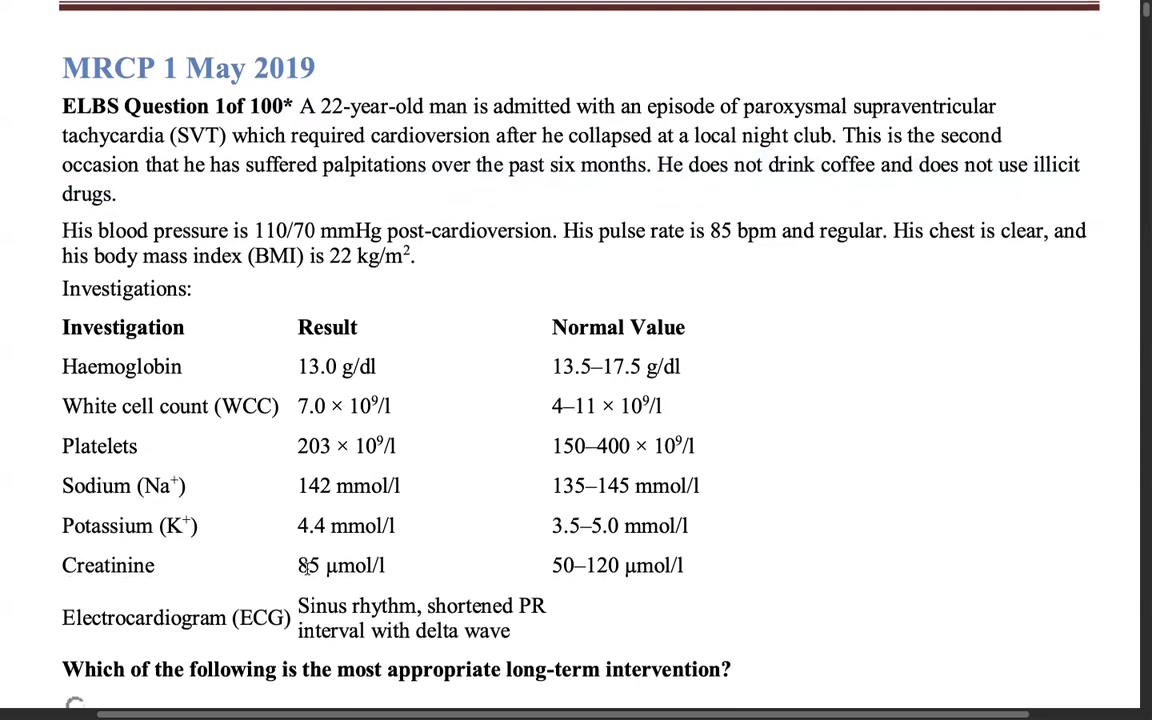 MRCP 1 May 2019
ELBS Question 1of 100* A 22-year-old man is admitted with an episode of paroxysmal supraventricular
tachycardia (SVT) which required cardioversion after he collapsed at a local night club. This is the second
occasion that he has suffered palpitations over the past six months. He does not drink coffee and does not use illicit
drugs.
His blood pressure is 110/70 mmHg post-cardioversion. His pulse rate is 85 bpm and regular. His chest is clear, and
his body mass index (BMI) is 22 kg/m².
Investigations:
Investigation Result Normal Value
Haemoglobin 13.0 g/dl 13.5–17.5 g/dl
White cell count (WCC) 7.0 × 10⁹/l 4–11 × 10⁹/l
Platelets 203 × 10⁹/l 150–400 × 10⁹/l
Sodium (Na⁺) 142 mmol/l 135–145 mmol/l
Potassium (K⁺) 4.4 mmol/l 3.5–5.0 mmol/l
Creatinine 85 µmol/l 50–120 µmol/l
Electrocardiogram (ECG) Sinus rhythm, shortened PR
interval with delta wave
Which of the following is the most appropriate long-term intervention?